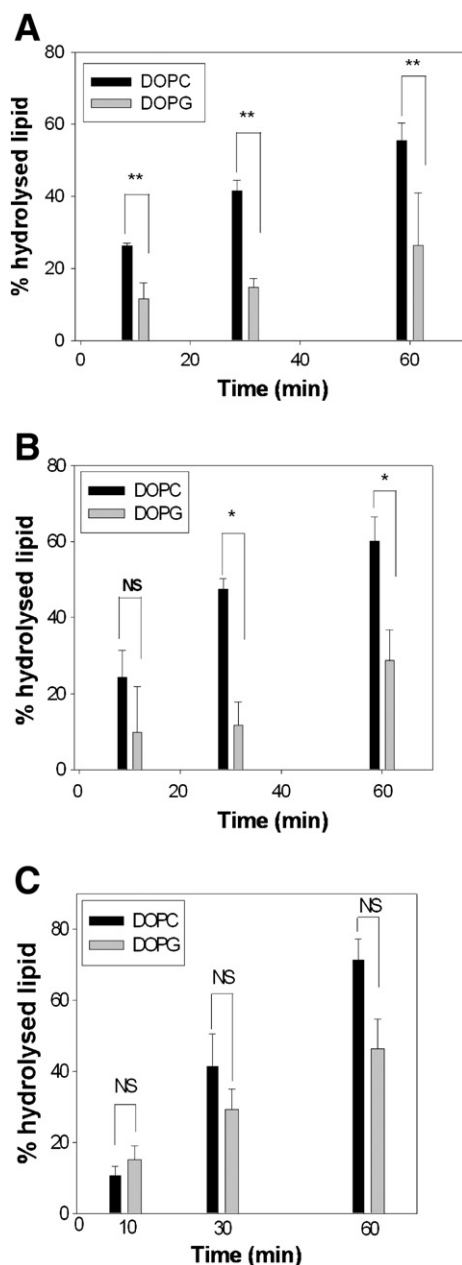 A
80
60
40
20
0
% hydrolysed lipid
DOPC
DOPG
**
**
**
0 20 40 60
Time (min)
B
80
60
40
20
0
% hydrolysed lipid
DOPC
DOPG
NS
*
*
0 20 40 60
Time (min)
C
80
60
40
20
0
% hydrolysed lipid
DOPC
DOPG
NS
NS
NS
0 10 30 60
Time (min)